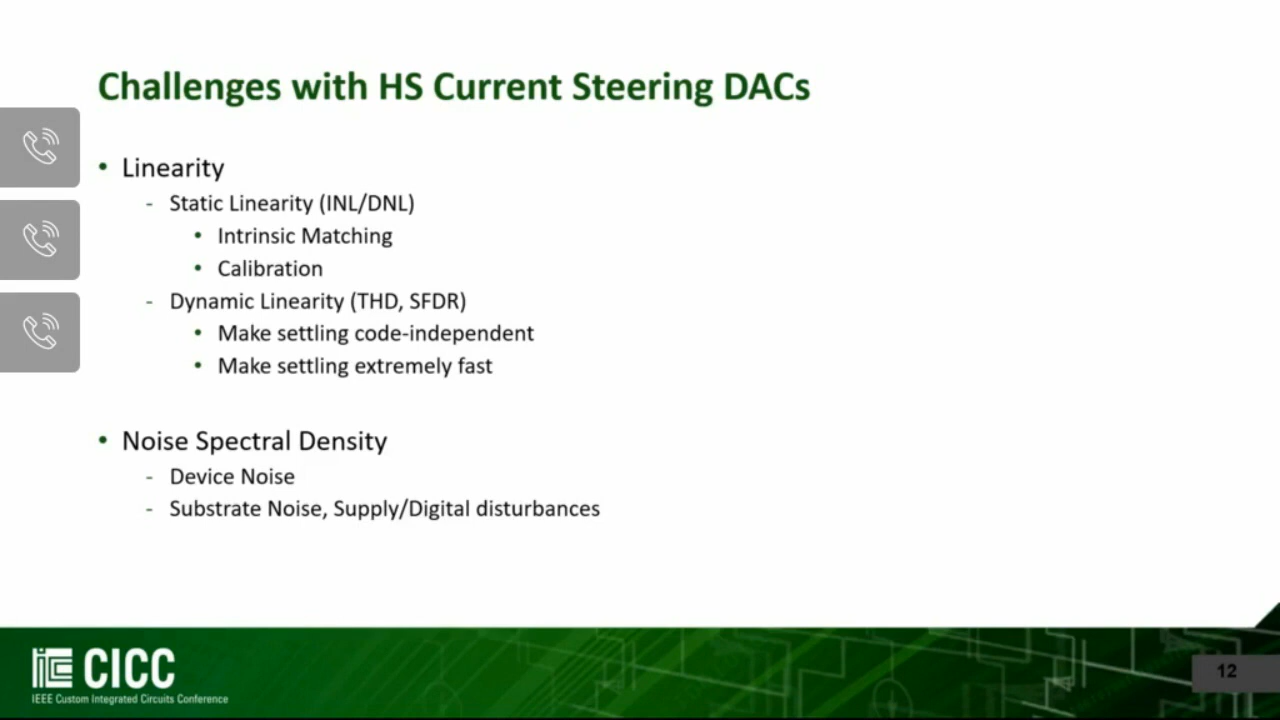 Challenges with HS Current Steering DACs
• Linearity
- Static Linearity (INL/DNL)
• Intrinsic Matching
• Calibration
- Dynamic Linearity (THD, SFDR)
• Make settling code-independent
• Make settling extremely fast
• Noise Spectral Density
- Device Noise
- Substrate Noise, Supply/Digital disturbances
CICC
IEEE Custom Integrated Circuits Conference
12